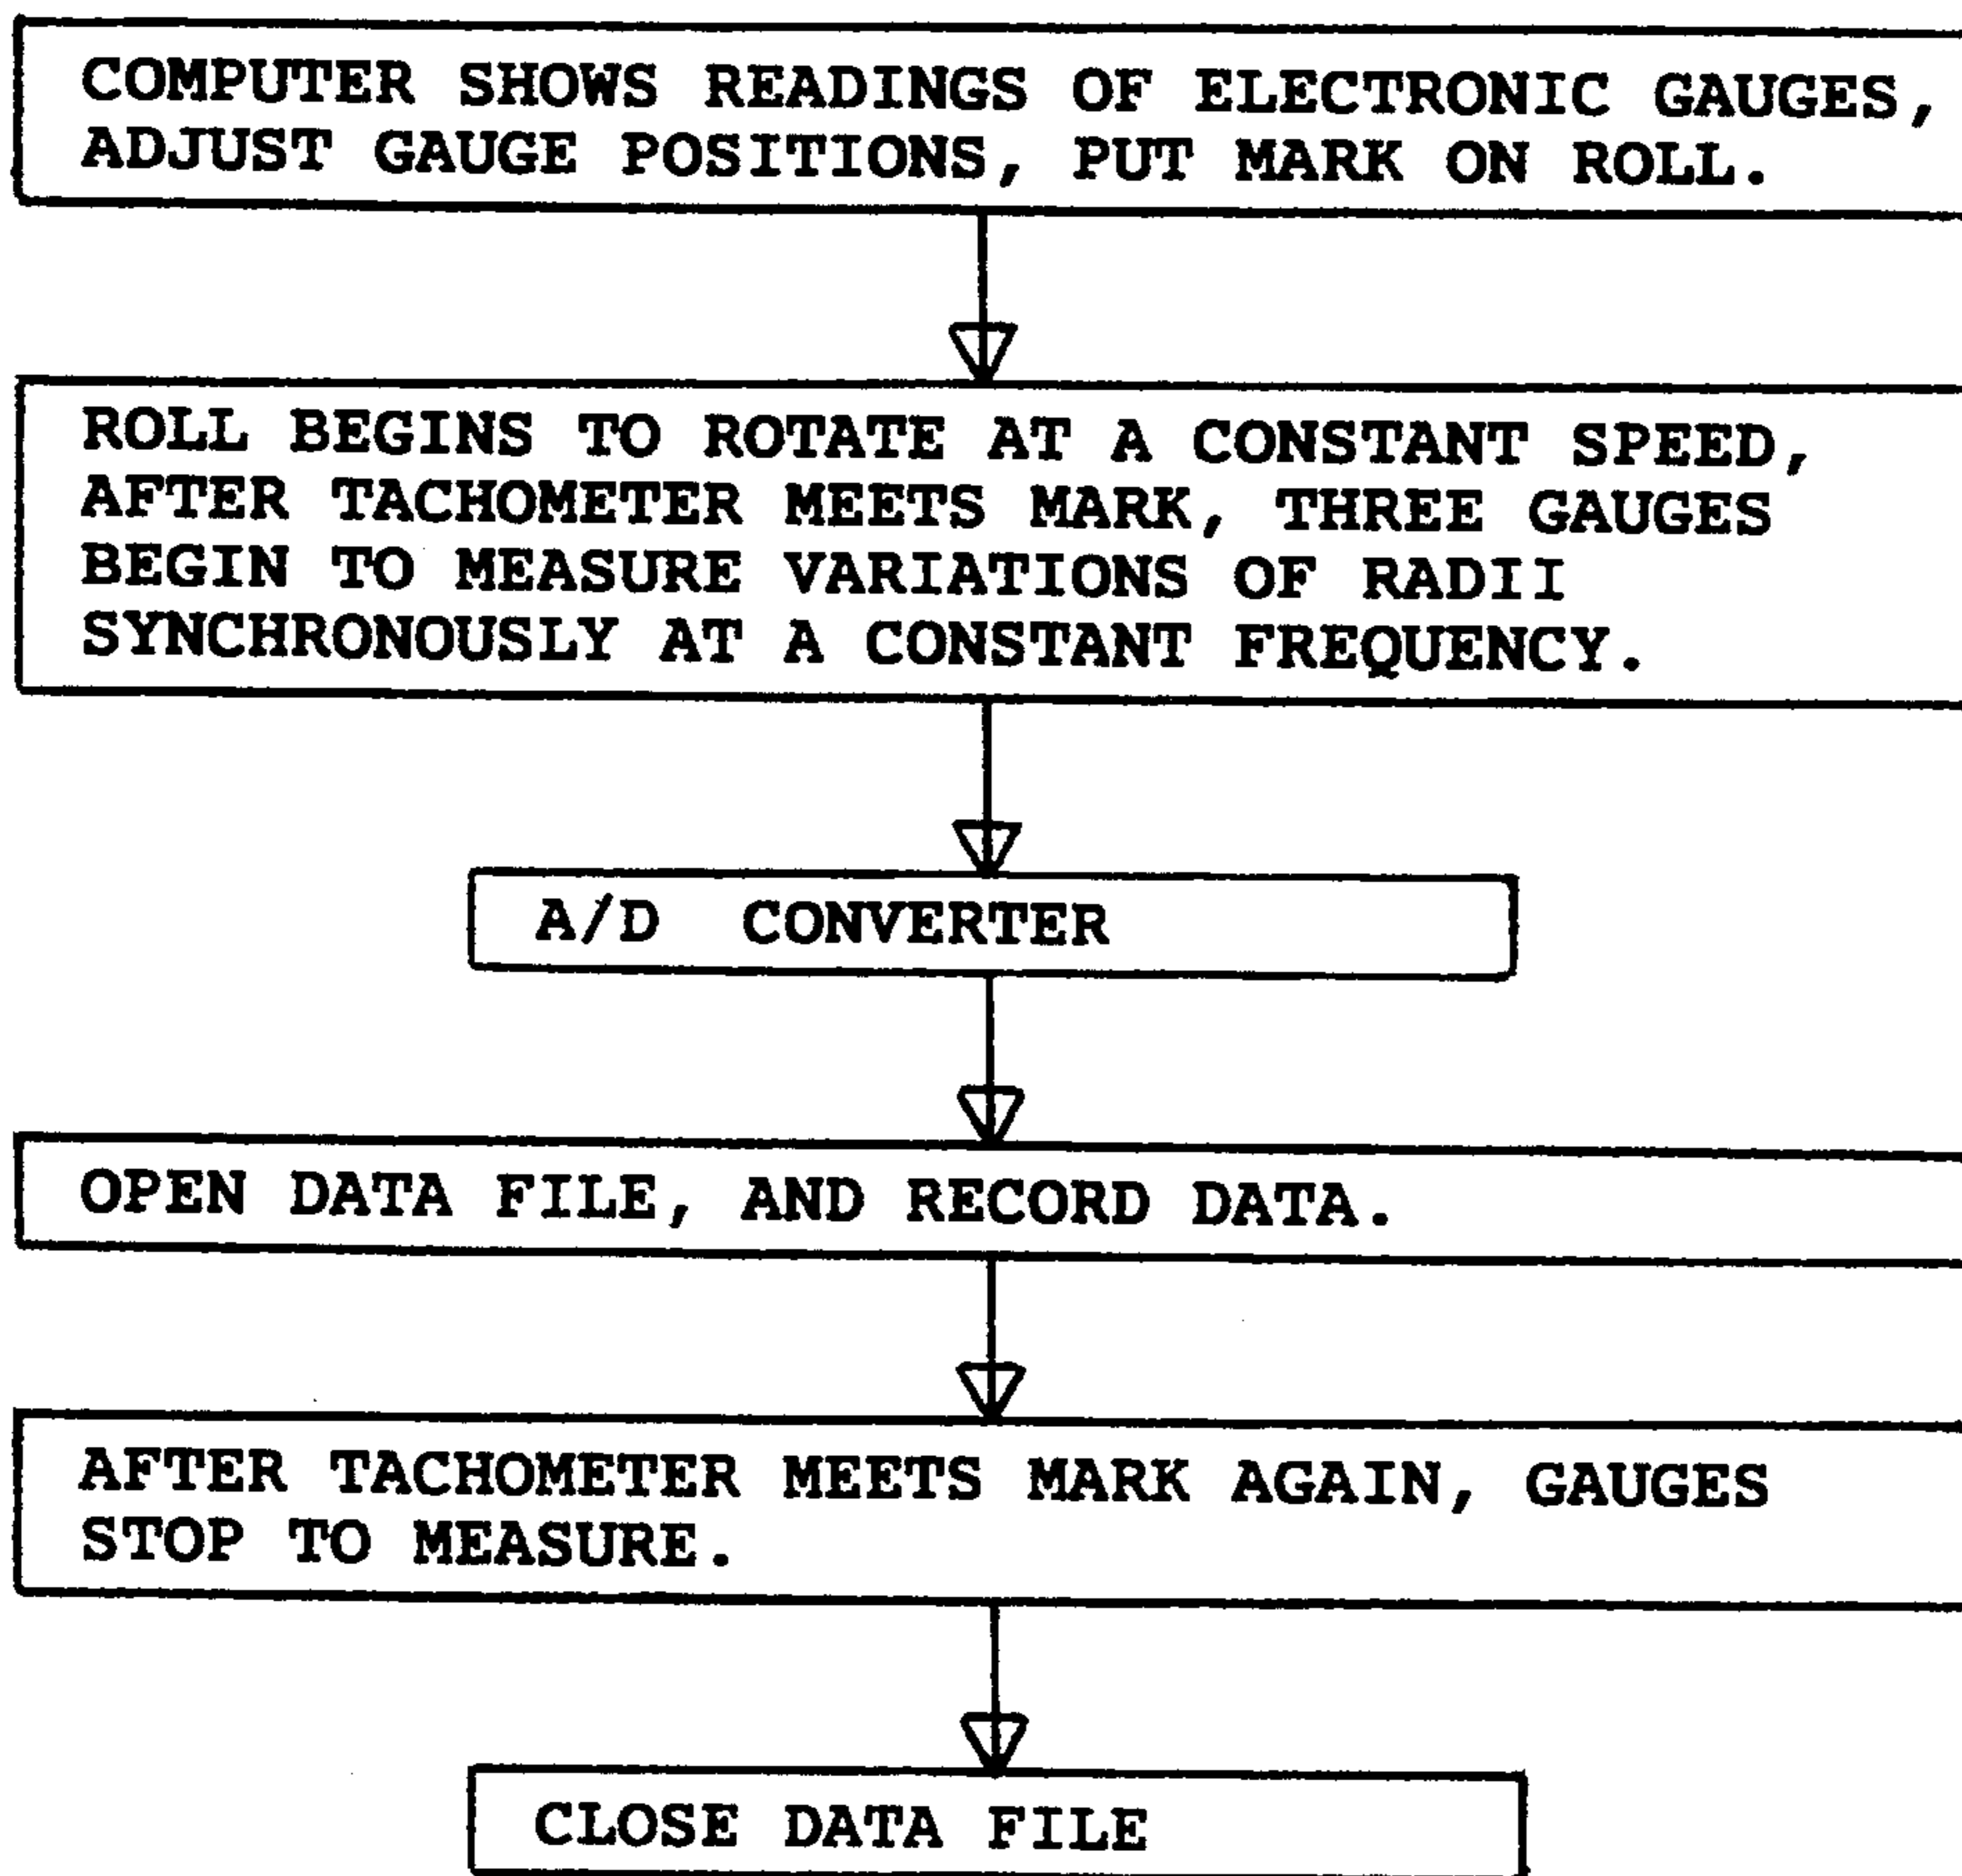 COMPUTER SHOWS READINGS OF ELECTRONIC GAUGES,
ADJUST GAUGE POSITIONS, PUT MARK ON ROLL.
ROLL BEGINS TO ROTATE AT A CONSTANT SPEED,
AFTER TACHOMETER MEETS MARK, THREE GAUGES
BEGIN TO MEASURE VARIATIONS OF RADII
SYNCHRONOUSLY AT A CONSTANT FREQUENCY.
A/D CONVERTER
OPEN DATA FILE, AND RECORD DATA.
AFTER TACHOMETER MEETS MARK AGAIN, GAUGES
STOP TO MEASURE.
CLOSE DATA FILE